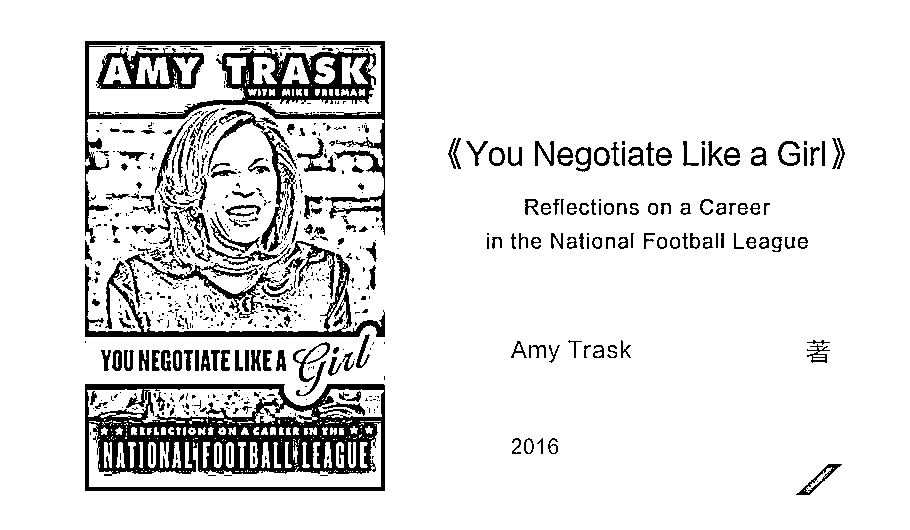 AMY TRASK
WITH MIKE FREEMAN
YOU NEGOTIATE LIKE A Girl
REFLECTIONS ON A CAREER IN THE
NATIONAL FOOTBALL LEAGUE
《You Negotiate Like a Girl》
Reflections on a Career
in the National Football League
Amy Trask 著
2016